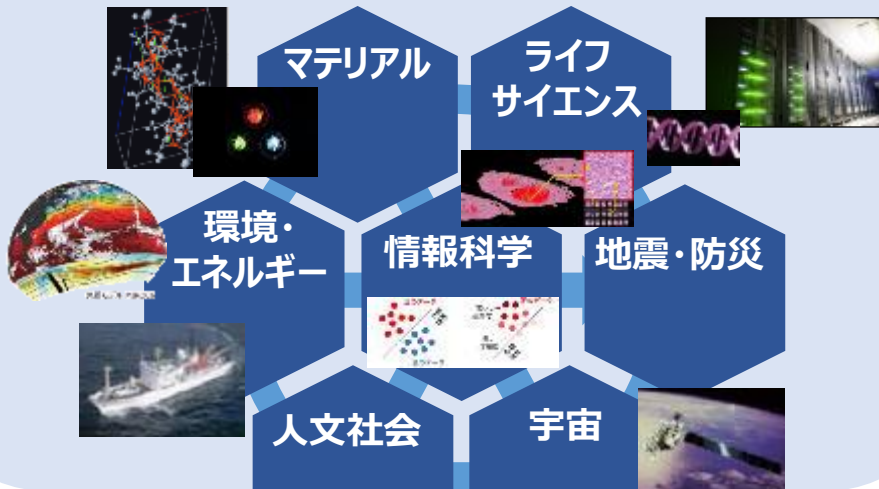 マテリアル
ライフ
サイエンス
環境・
エネルギー
情報科学
地震・防災
人文社会
宇宙